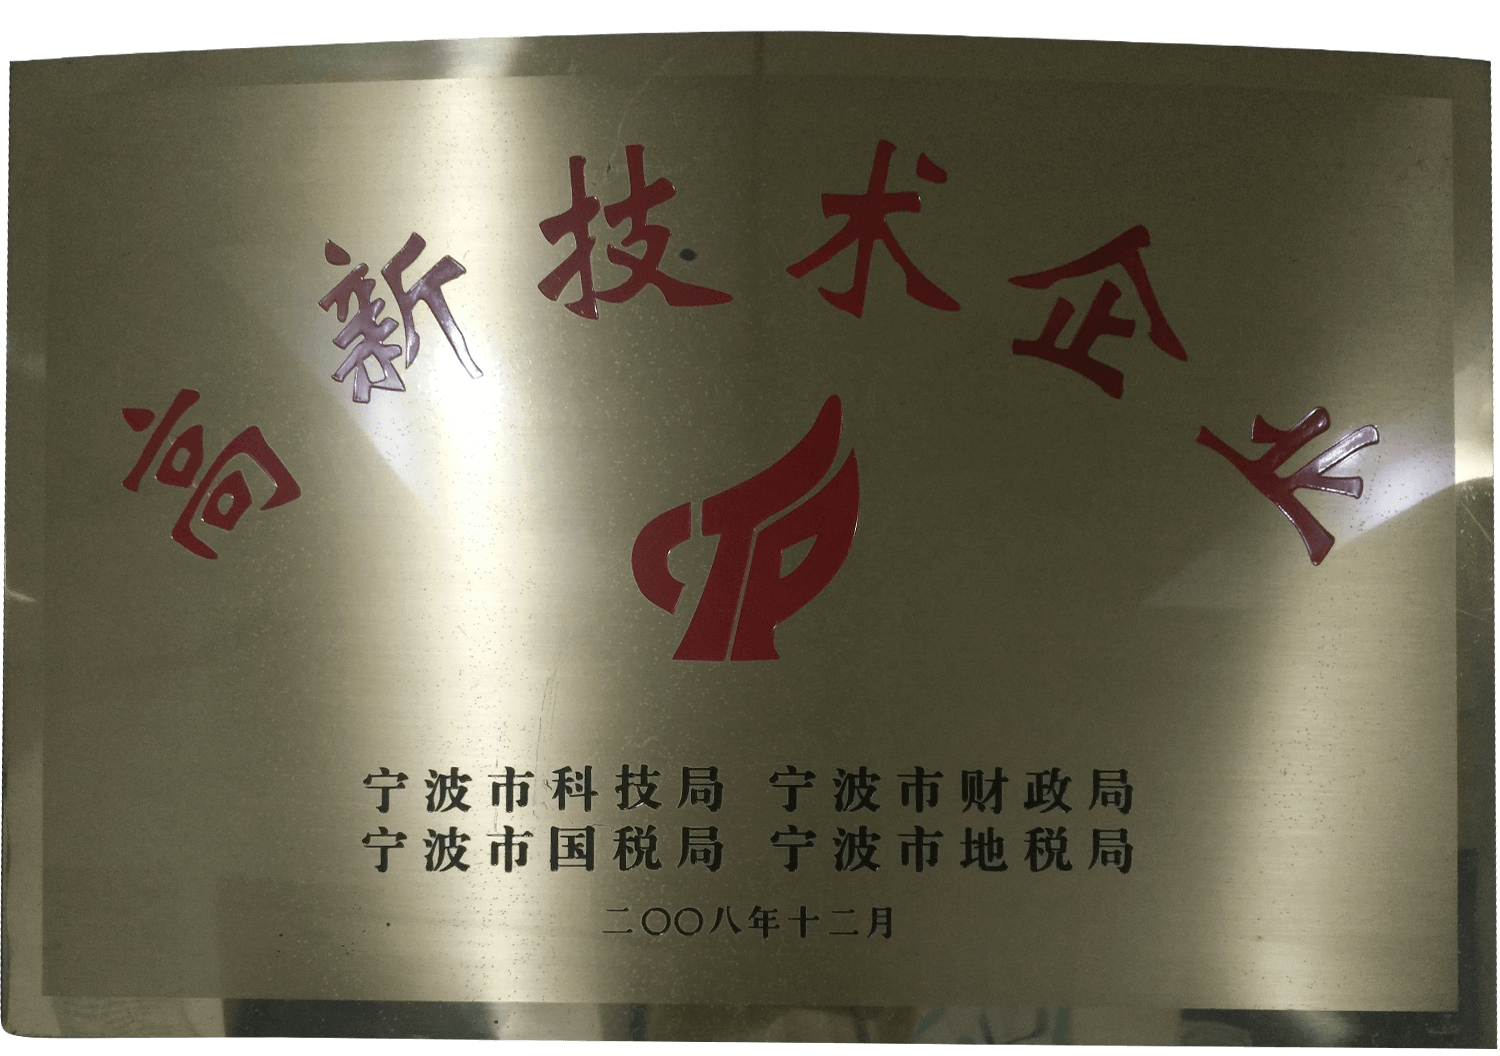 高新技术企业
宁波市科技局 宁波市财政局
宁波市国税局 宁波市地税局
二〇〇八年十二月